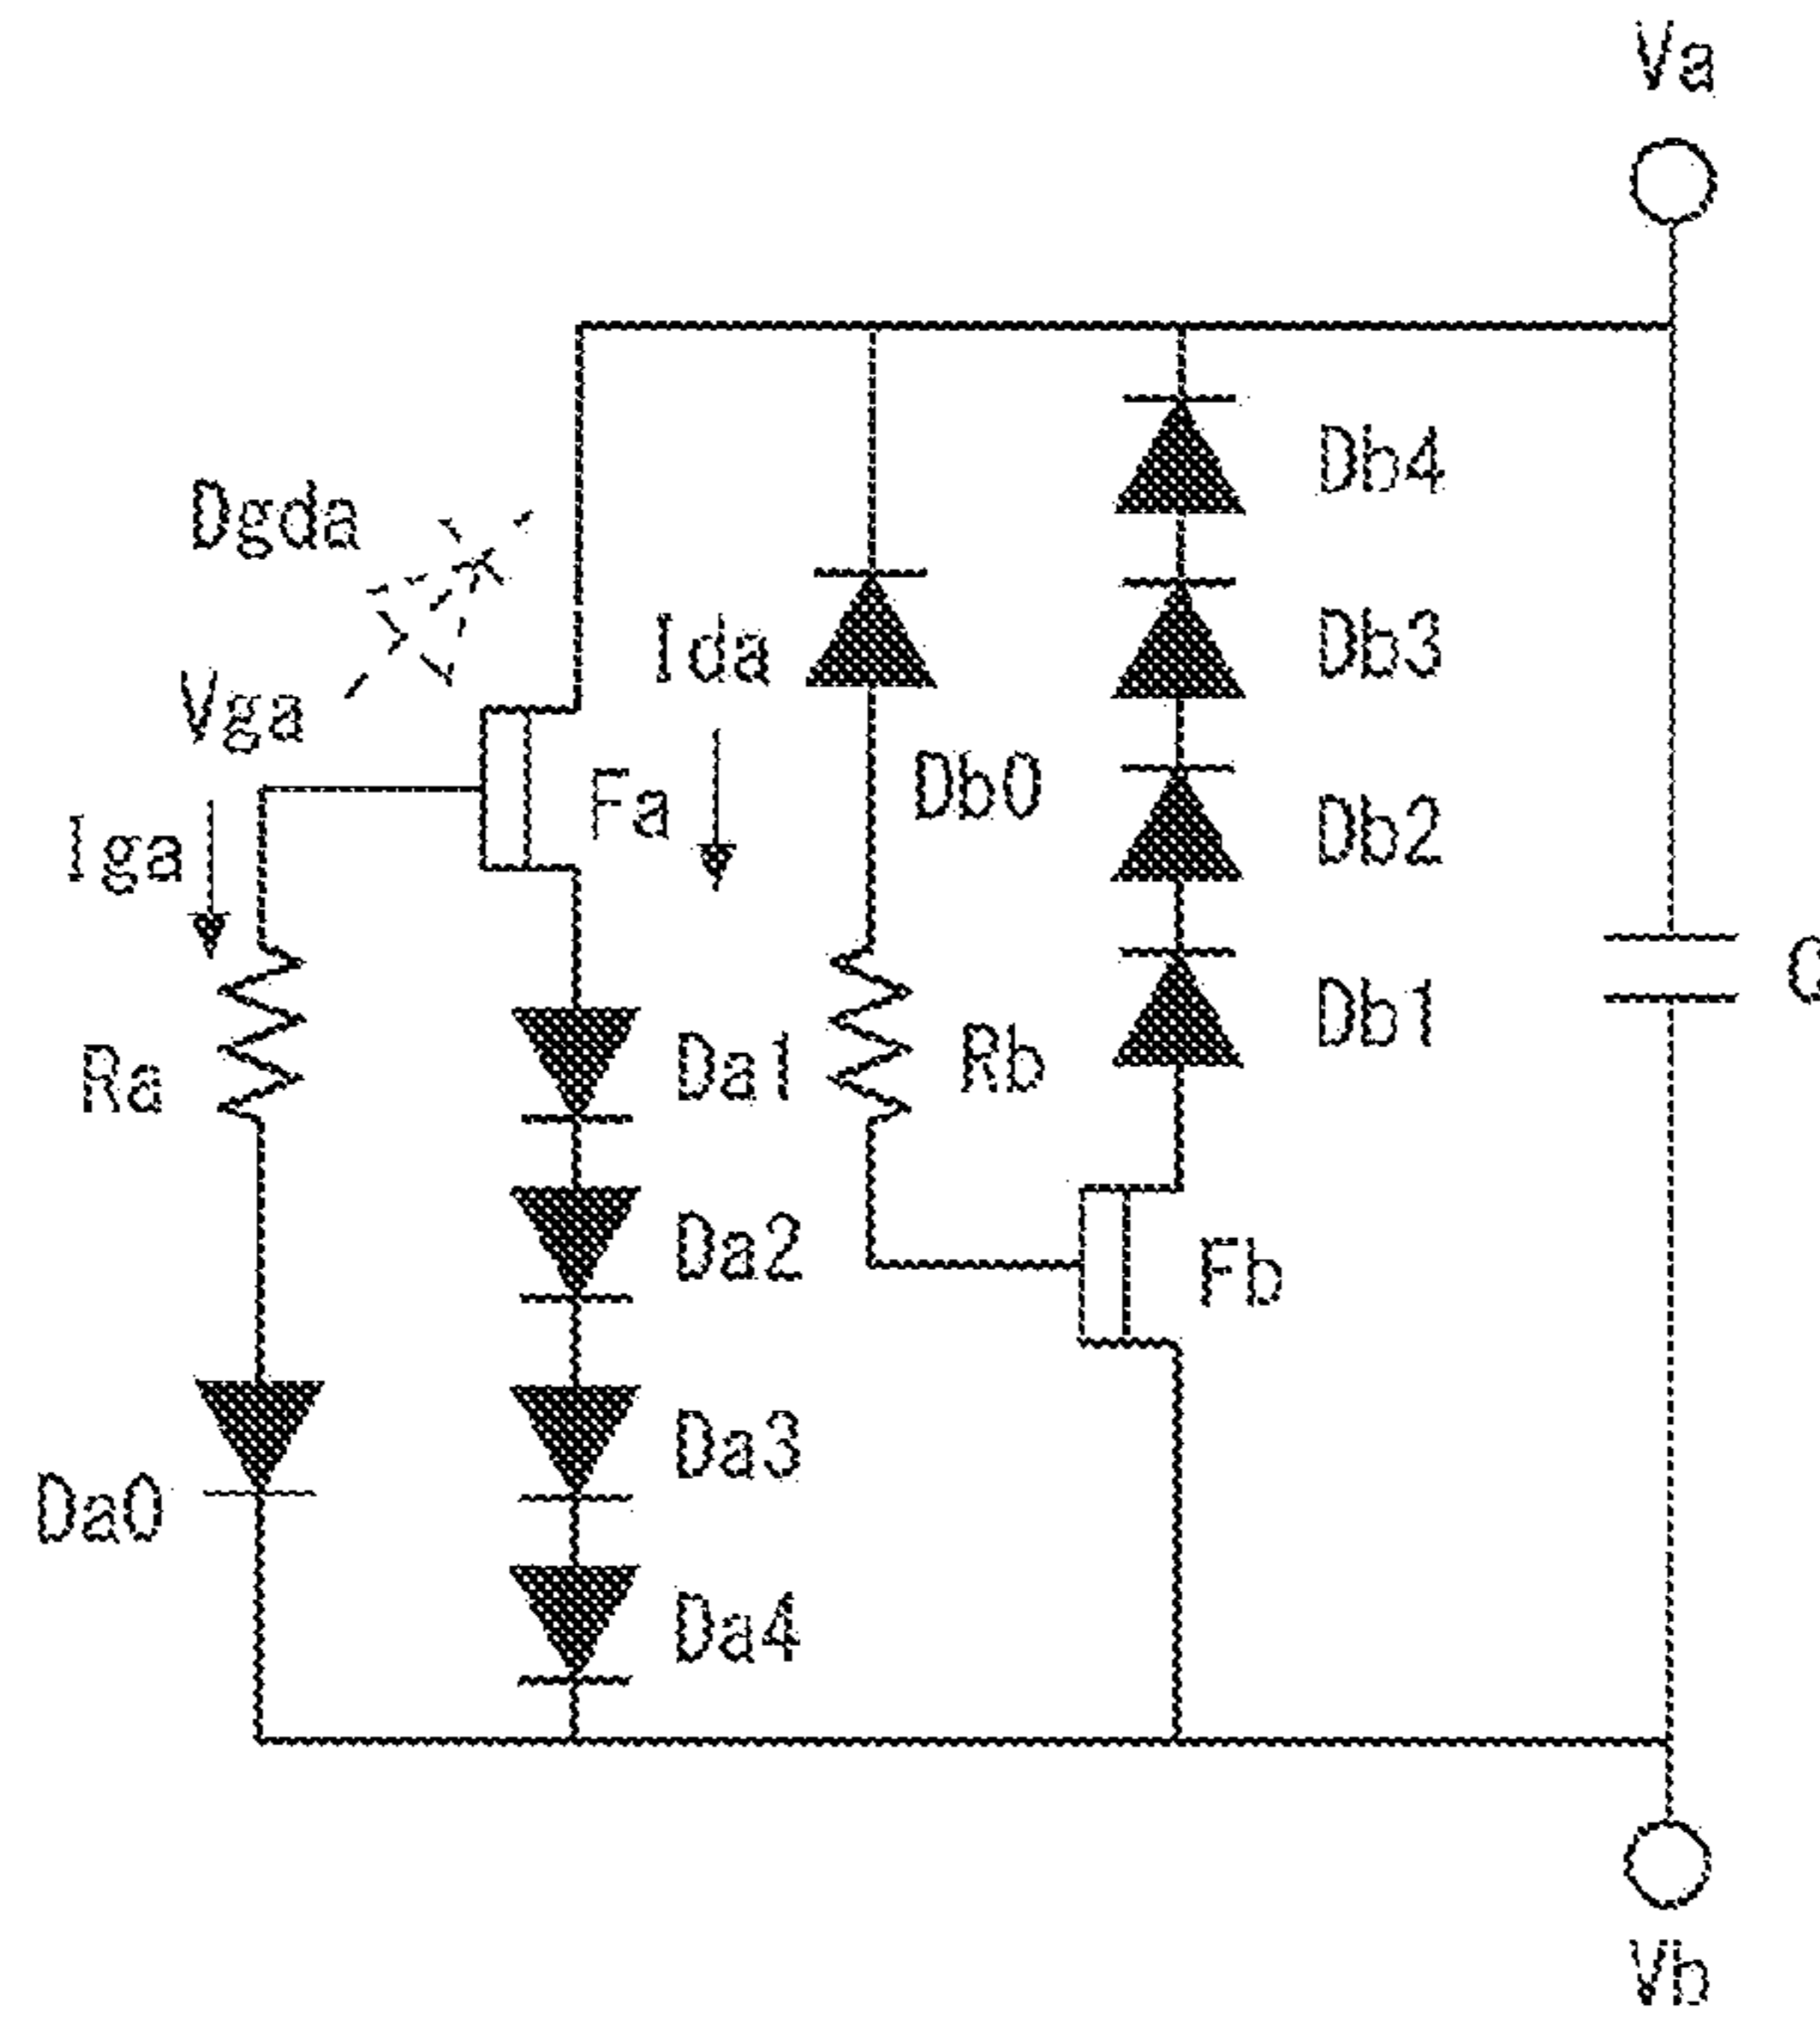 Va
Db4
Dgda
Ida
Db3
Vga
Db0
Fa
Db2
Iga
Db1
Ra
Da1
Rb
Da2
Fb
Da3
Da0
Da4
Vb